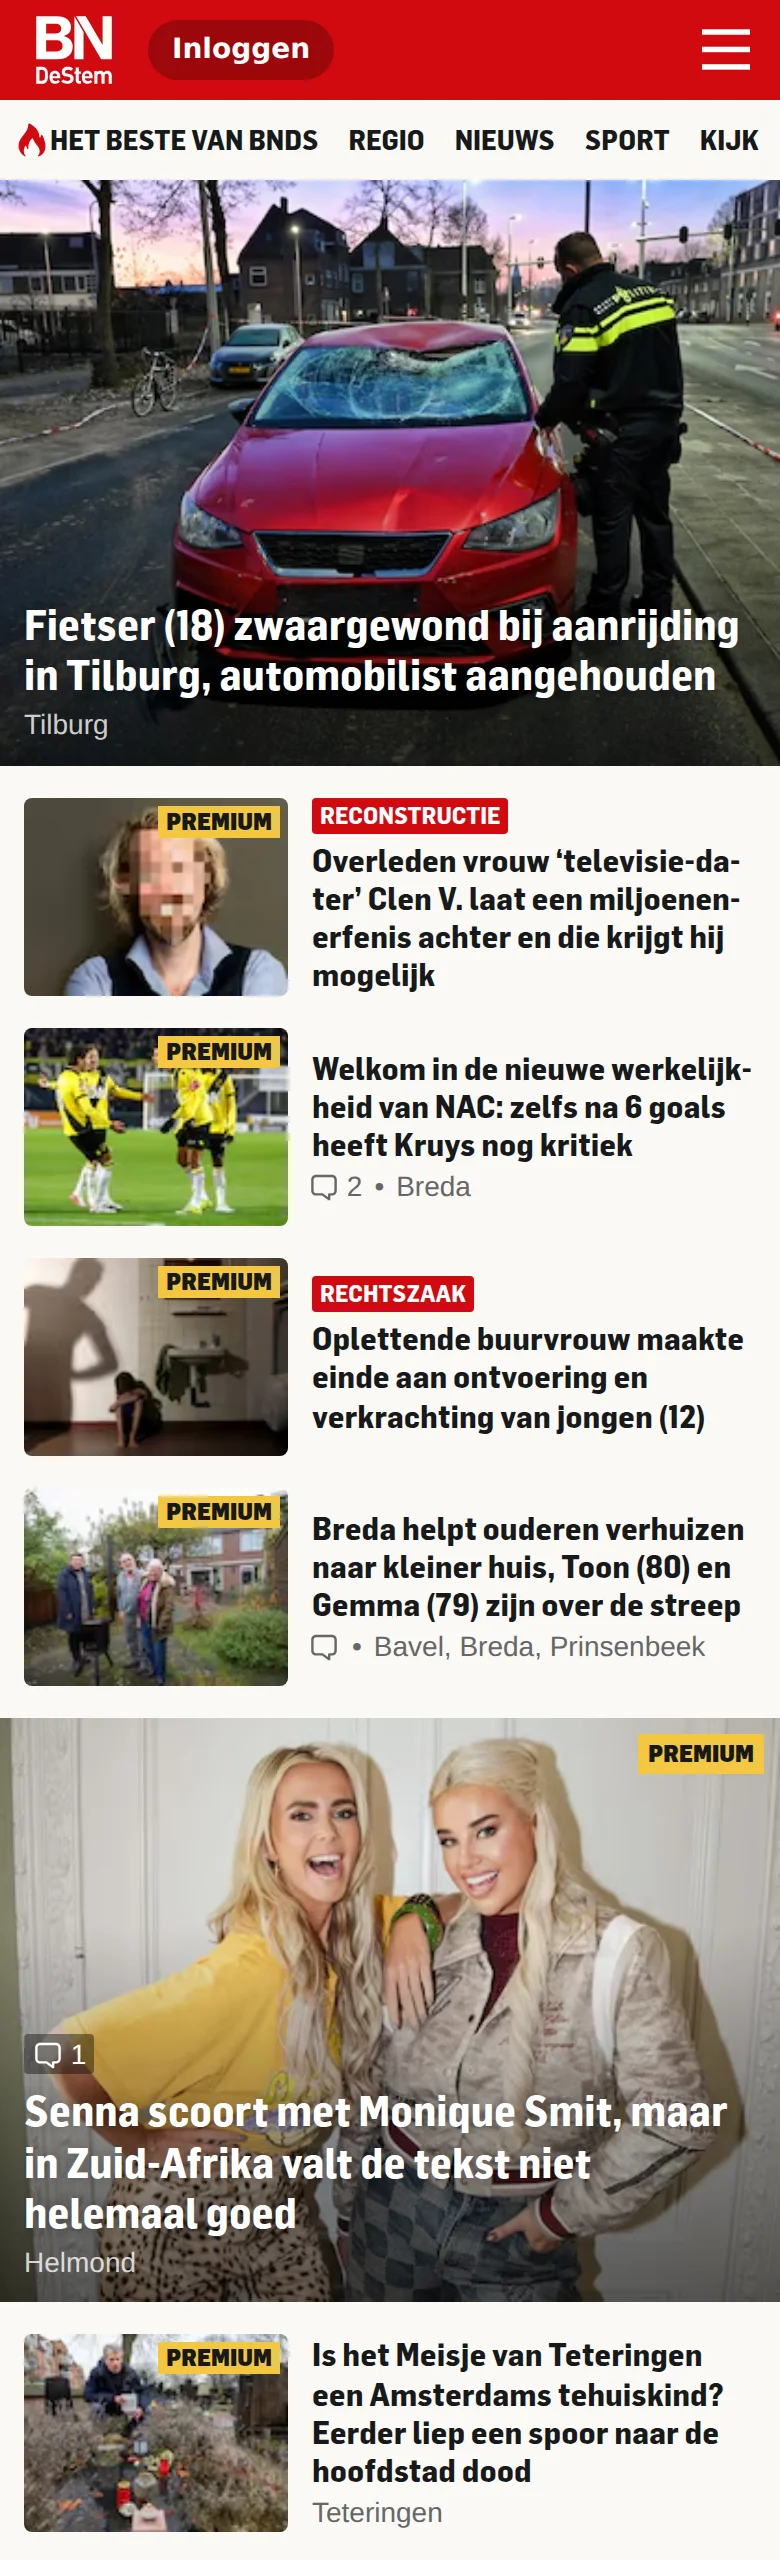 BN
DeStem
Inloggen
HET BESTE VAN BNDS
REGIO
NIEUWS
SPORT
KIJK
Fietser (18) zwaargewond bij aanrijding
in Tilburg, automobilist aangehouden
Tilburg
PREMIUM
RECONSTRUCTIE
Overleden vrouw ‘televisie-da-
ter’ Clen V. laat een miljoenen-
erfenis achter en die krijgt hij
mogelijk
PREMIUM
Welkom in de nieuwe werkelijk-
heid van NAC: zelfs na 6 goals
heeft Kruys nog kritiek
2 • Breda
PREMIUM
RECHTSZAAK
Oplettende buurvrouw maakte
einde aan ontvoering en
verkrachting van jongen (12)
PREMIUM
Breda helpt ouderen verhuizen
naar kleiner huis, Toon (80) en
Gemma (79) zijn over de streep
• Bavel, Breda, Prinsenbeek
PREMIUM
1
Senna scoort met Monique Smit, maar
in Zuid-Afrika valt de tekst niet
helemaal goed
Helmond
PREMIUM
Is het Meisje van Teteringen
een Amsterdams tehuiskind?
Eerder liep een spoor naar de
hoofdstad dood
Teteringen